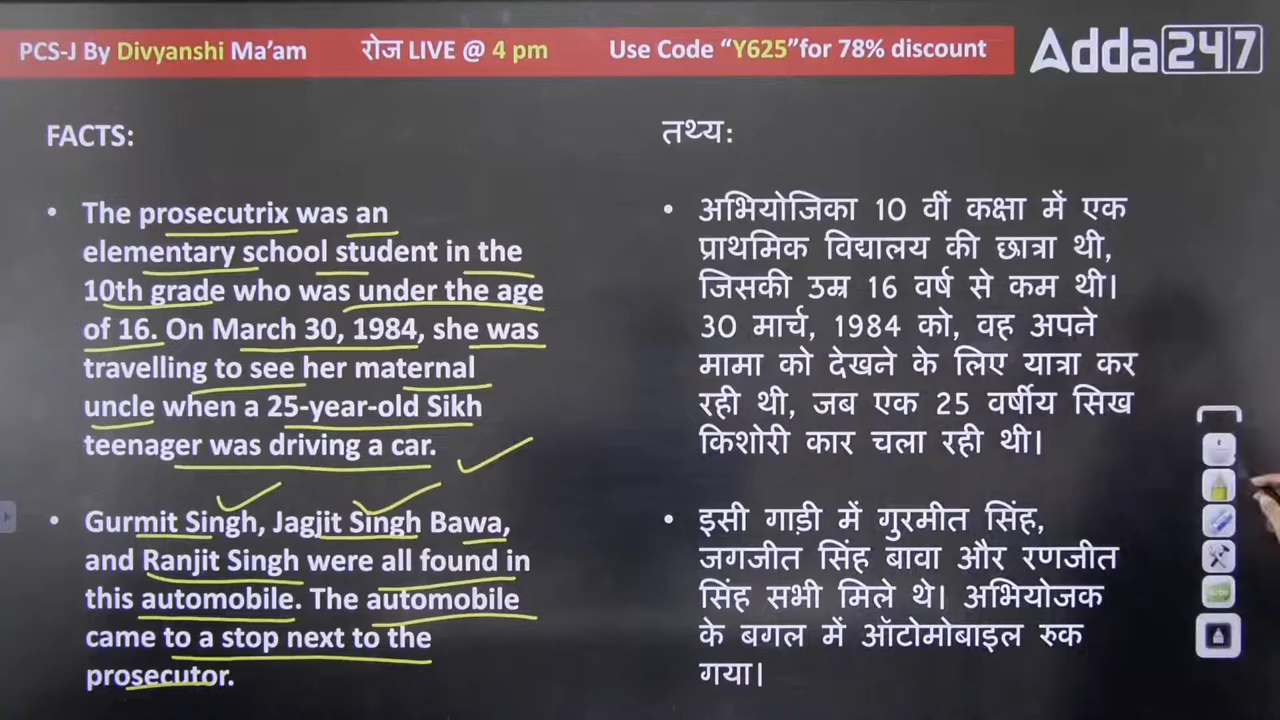 PCS-J By Divyanshi Ma’am
रोज LIVE @ 4 pm
Use Code “Y625”for 78% discount
Adda247
FACTS:
• The prosecutrix was an
elementary school student in the
10th grade who was under the age
of 16. On March 30, 1984, she was
travelling to see her maternal
uncle when a 25-year-old Sikh
teenager was driving a car.
• Gurmit Singh, Jagjit Singh Bawa,
and Ranjit Singh were all found in
this automobile. The automobile
came to a stop next to the
prosecutor.
तथ्य:
• अभियोजिका 10 वीं कक्षा में एक
प्राथमिक विद्यालय की छात्रा थी,
जिसकी उम्र 16 वर्ष से कम थी।
30 मार्च, 1984 को, वह अपने
मामा को देखने के लिए यात्रा कर
रही थी, जब एक 25 वर्षीय सिख
किशोरी कार चला रही थी।
• इसी गाड़ी में गुरमीत सिंह,
जगजीत सिंह बावा और रणजीत
सिंह सभी मिले थे। अभियोजक
के बगल में ऑटोमोबाइल रुक
गया।